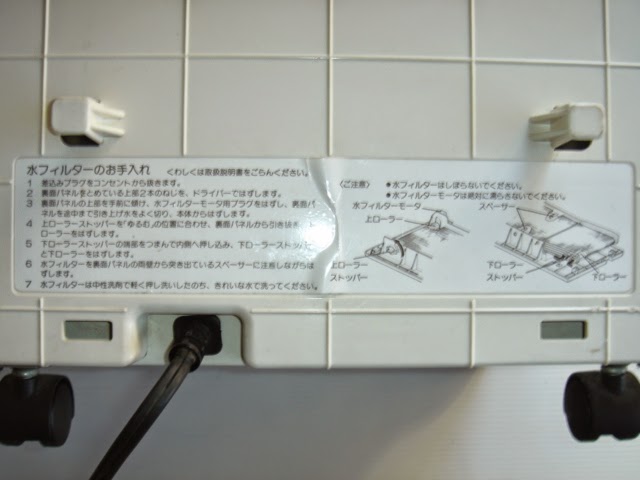 水フィルターのお手入れ 〈くわしくは取扱説明書をごらんください。
1 差込みプラグをコンセントから抜きます。
2 裏面パネルをとめている上部2本のねじを、ドライバーではずします。
3 裏面パネルの上部を手前に傾け、水フィルターモータ用プラグをはずし、裏面パ
ネルを途中まで引き上げ水をよく切り、本体からはずします。
4 上ローラーストッパーを"ゆるむ"の位置に合わせ、裏面パネルから引き抜き
ローラーをはずします。
5 下ローラーストッパーの両部をつまんで内側へ押し込み、下ローラーストッパ
と下ローラーをはずします。
6 水フィルターを裏面パネルの両壁から突き出ているスペーサーに注意しながらは
ずします。
7 水フィルターは中性洗剤で軽く押し洗いしたのち、きれいな水で洗ってください。
〈ご注意〉
●水フィルターはしぼらないでください。
●水フィルターモータは絶対に濡らさないでください。
水フィルターモータ
上ローラー
上ローラー
ストッパー
スペーサー
下ローラー
ストッパー
下ローラー